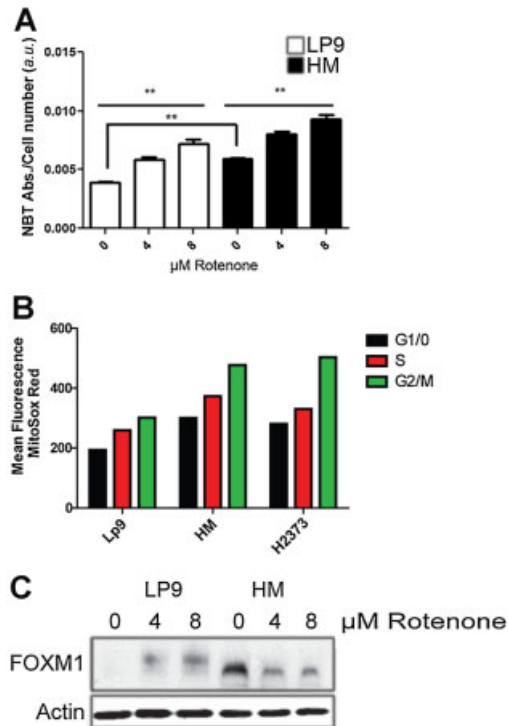 A
LP9
HM
NBT Abs./Cell number (a.u.)
0.015
0.010
0.005
0.000
**
**
**
0 4 8 0 4 8
µM Rotenone
B
Mean Fluorescence
MitoSox Red
600
400
200
0
G1/0
S
G2/M
Lp9 HM H2373
C
LP9 HM
0 4 8 0 4 8 µM Rotenone
FOXM1
Actin